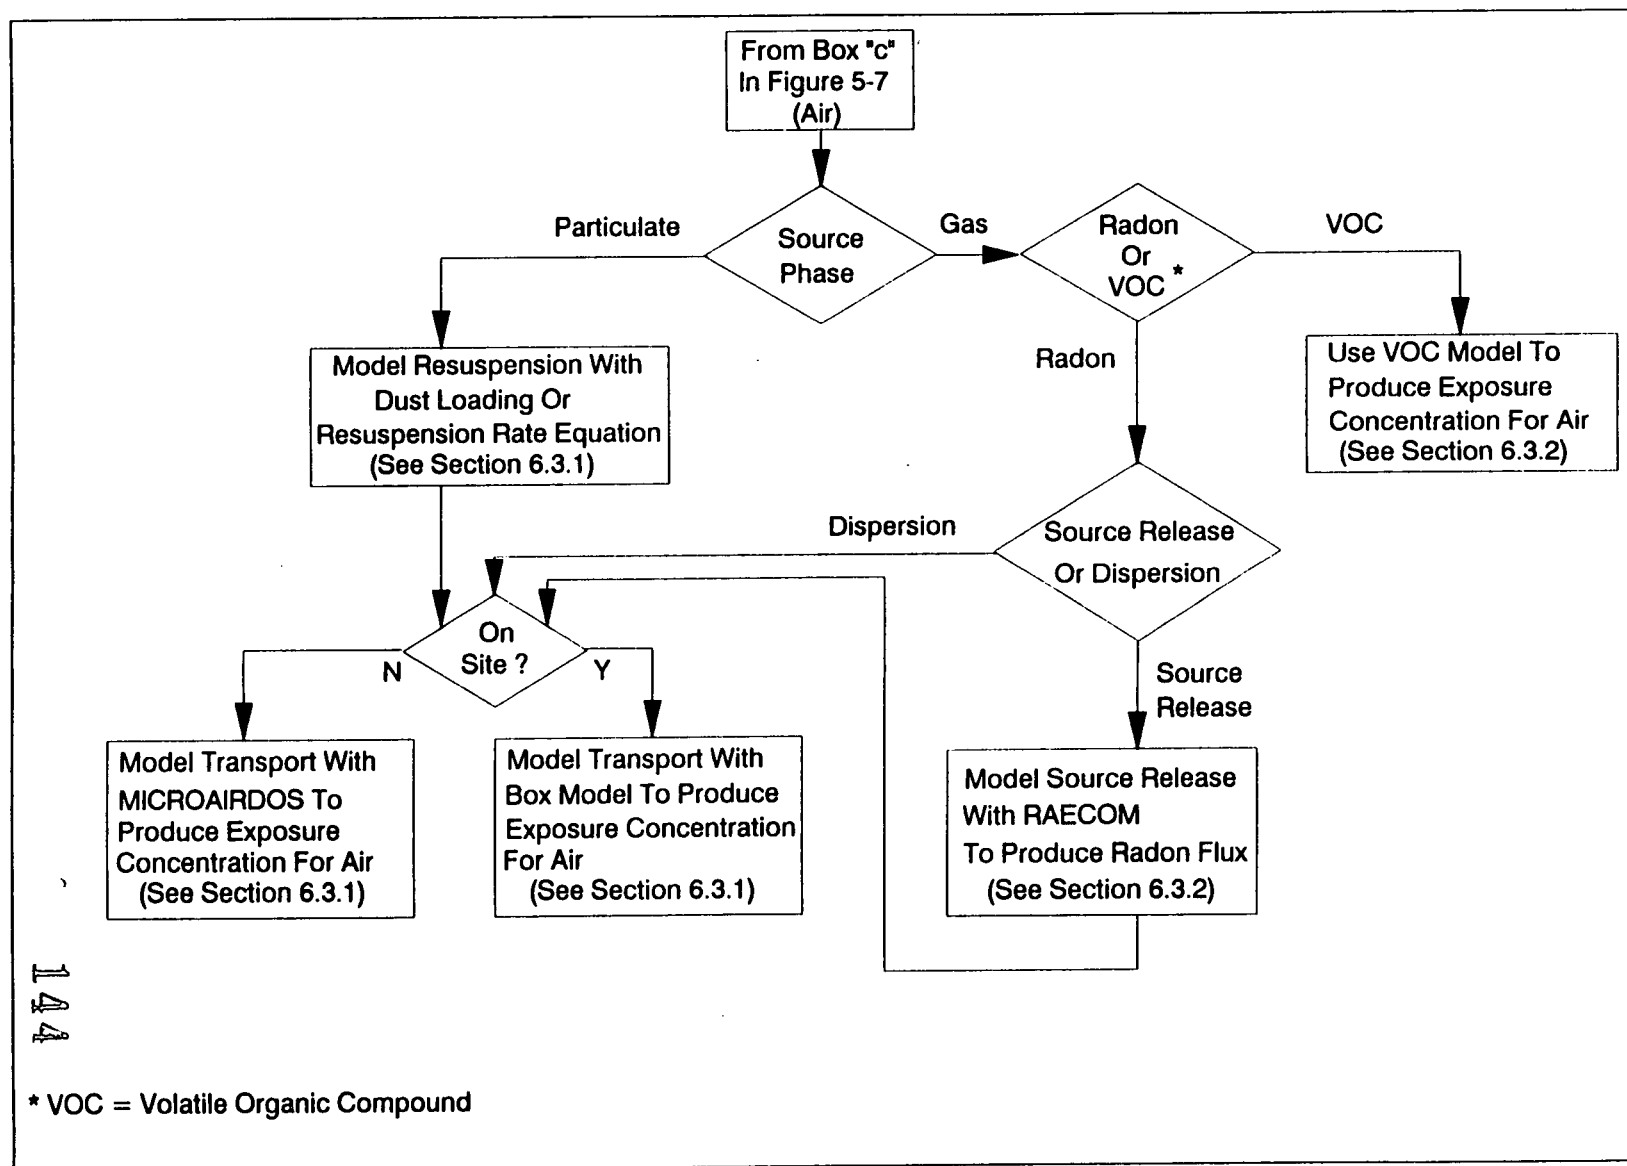 From Box "c"
In Figure 5-7
(Air)
Particulate
Source
Phase
Gas
Radon
Or
VOC *
VOC
Model Resuspension With
Dust Loading Or
Resuspension Rate Equation
(See Section 6.3.1)
Radon
Use VOC Model To
Produce Exposure
Concentration For Air
(See Section 6.3.2)
Dispersion
Source Release
Or Dispersion
On
Site ?
N
Y
Source
Release
Model Transport With
MICROAIRDOS To
Produce Exposure
Concentration For Air
(See Section 6.3.1)
Model Transport With
Box Model To Produce
Exposure Concentration
For Air
(See Section 6.3.1)
Model Source Release
With RAECOM
To Produce Radon Flux
(See Section 6.3.2)
144
* VOC = Volatile Organic Compound